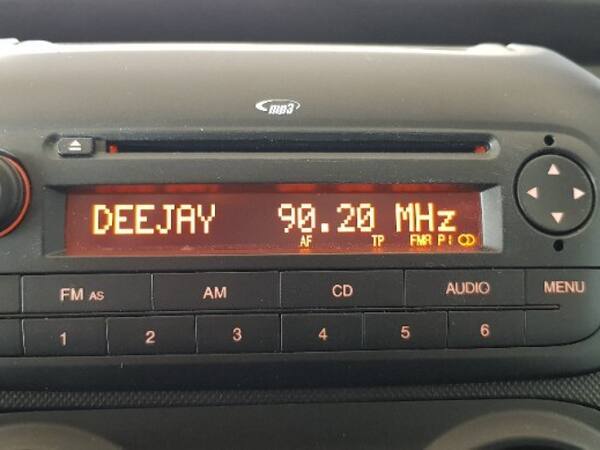 mp3
DEEJAY 90.20 MHz
AF TP FMR PI
FM AS AM CD AUDIO MENU
1 2 3 4 5 6